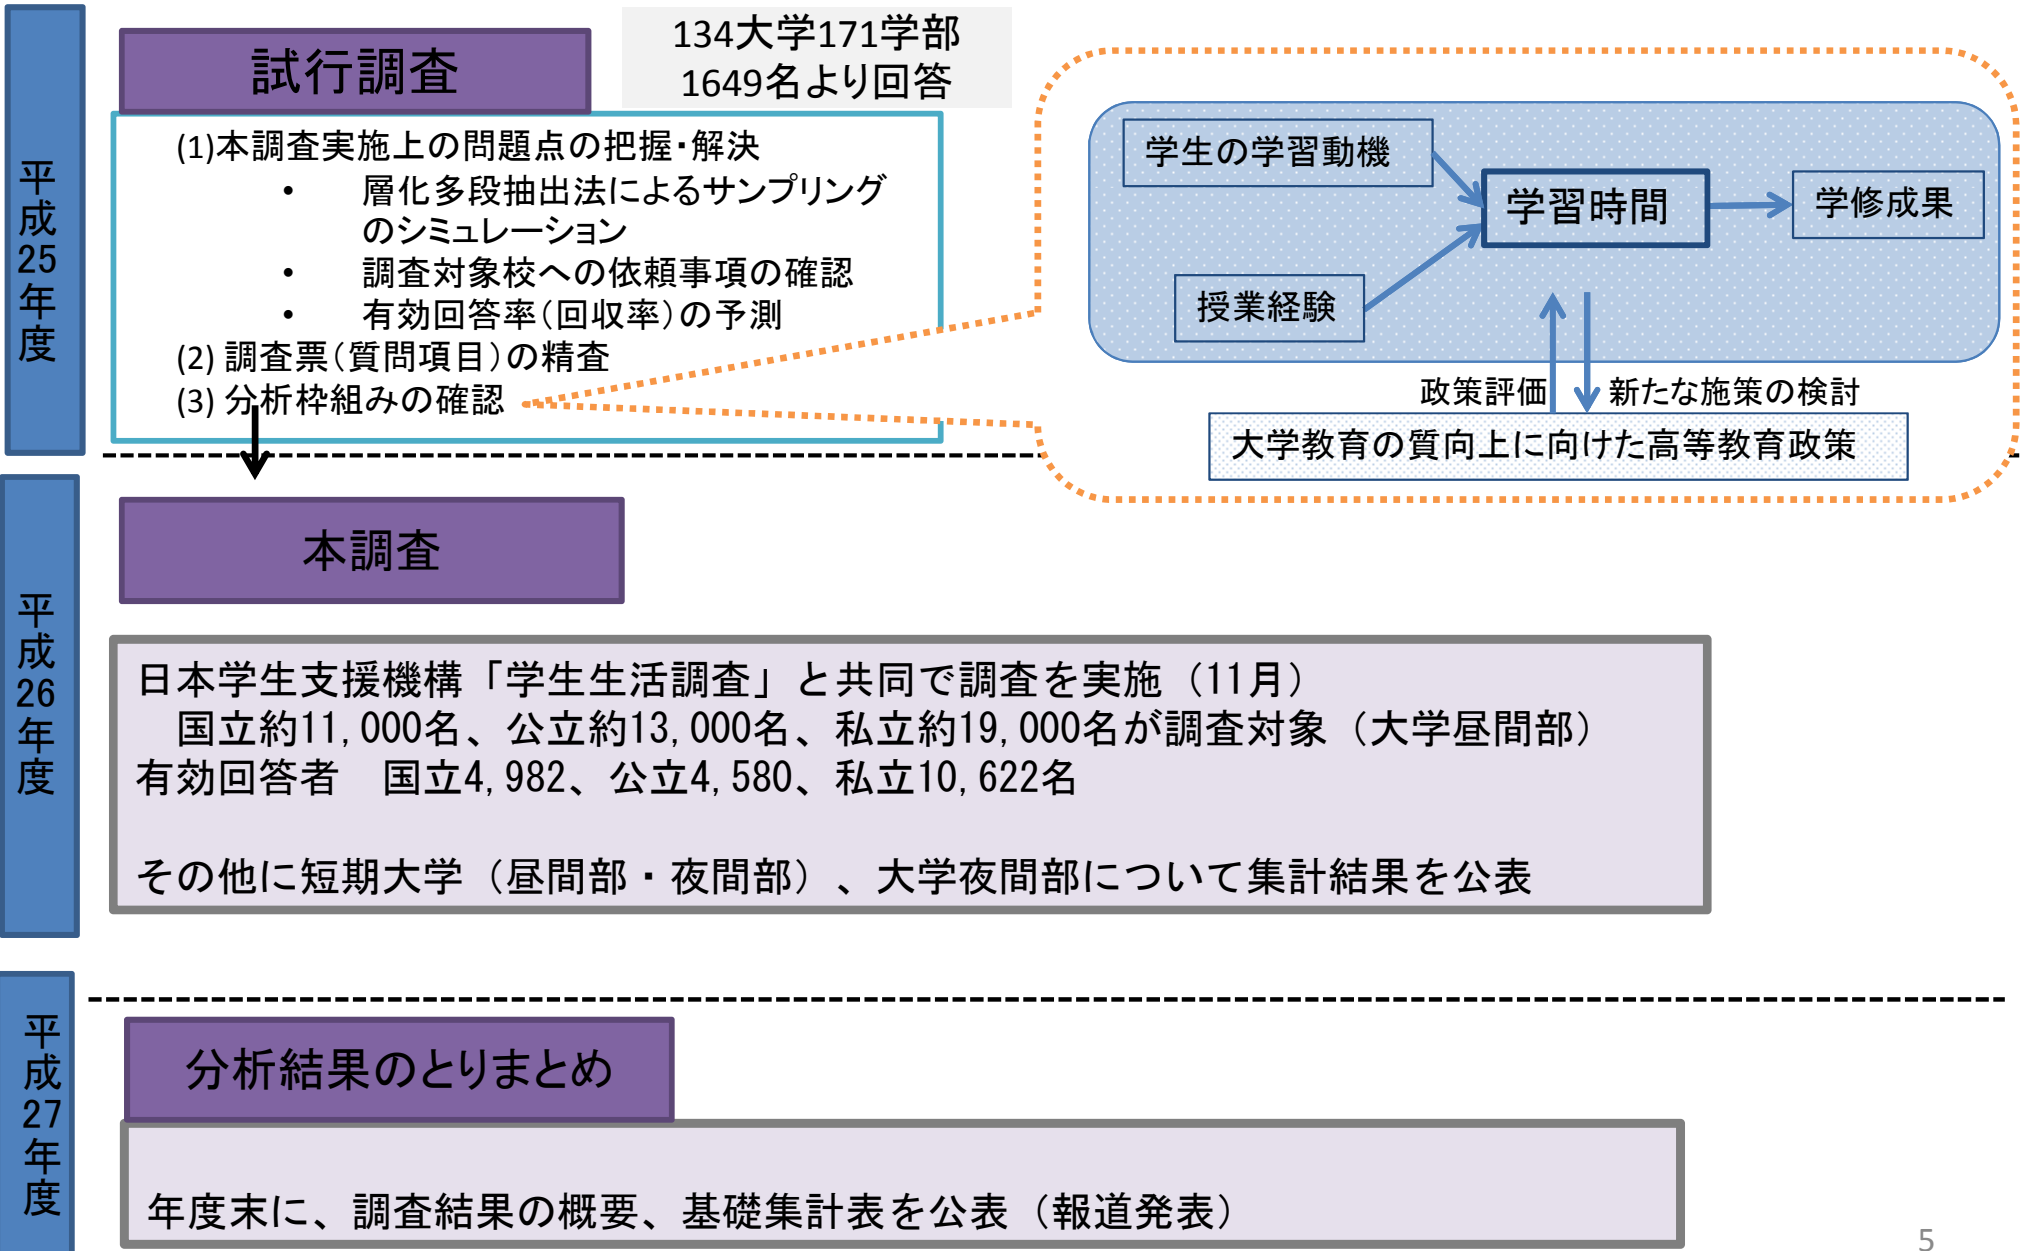 平成25年度
試行調査
134大学171学部
1649名より回答
(1)本調査実施上の問題点の把握・解決
• 層化多段抽出法によるサンプリング
のシミュレーション
• 調査対象校への依頼事項の確認
• 有効回答率(回収率)の予測
(2) 調査票(質問項目)の精査
(3) 分析枠組みの確認
学生の学習動機
学習時間
学修成果
授業経験
政策評価
新たな施策の検討
大学教育の質向上に向けた高等教育政策
平成26年度
本調査
日本学生支援機構「学生生活調査」と共同で調査を実施（11月）
国立約11,000名、公立約13,000名、私立約19,000名が調査対象（大学昼間部）
有効回答者　国立4,982、公立4,580、私立10,622名
その他に短期大学（昼間部・夜間部）、大学夜間部について集計結果を公表
平成27年度
分析結果のとりまとめ
年度末に、調査結果の概要、基礎集計表を公表（報道発表）
5